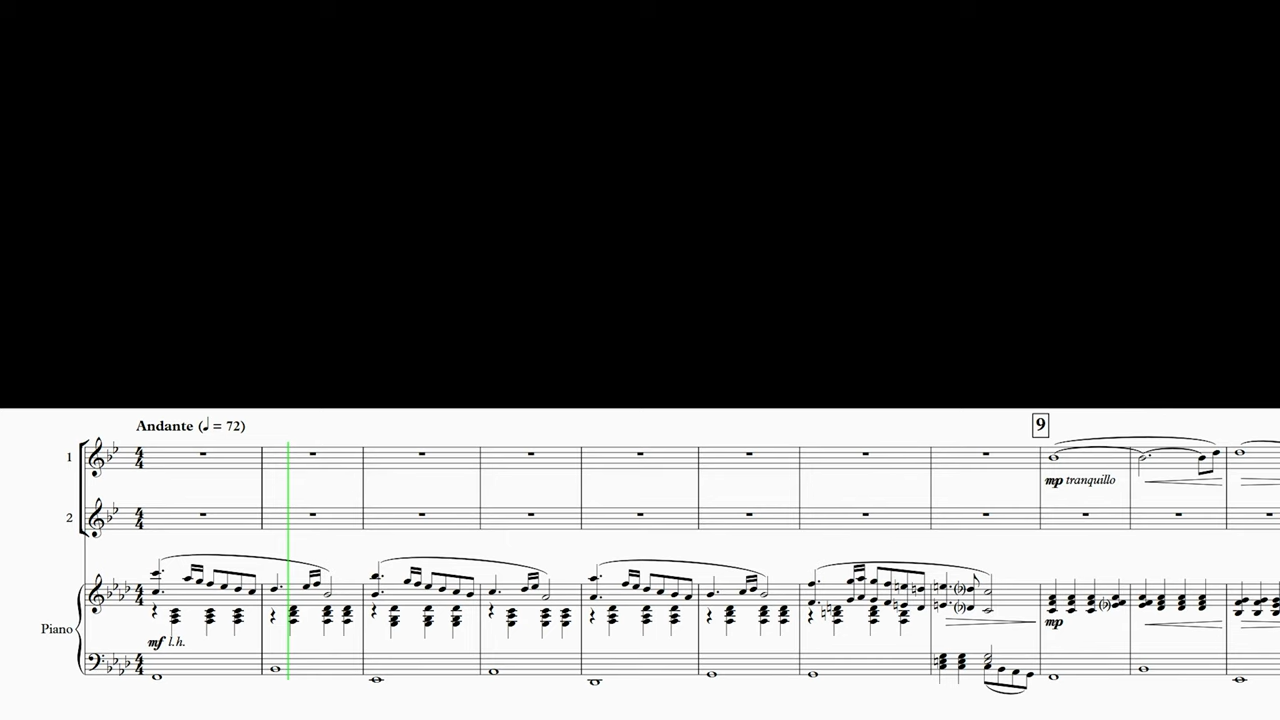 Andante (♩ = 72)
9
1
mp tranquillo
2
Piano
mf l.h.
mp